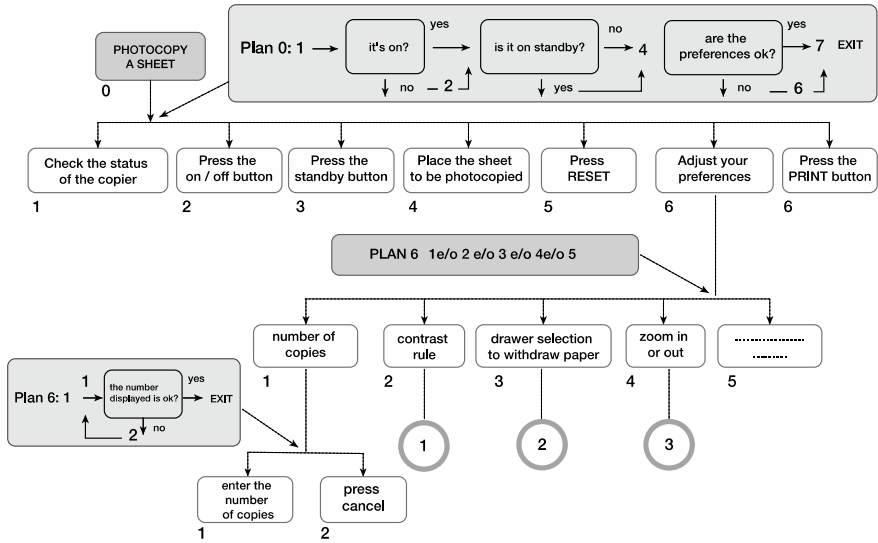 PHOTOCOPY
A SHEET
0
Plan 0: 1
it's on?
yes
no
2
is it on standby?
no
4
yes
are the
preferences ok?
yes
7 EXIT
no
6
Check the status
of the copier
1
Press the
on / off button
2
Press the
standby button
3
Place the sheet
to be photocopied
4
Press
RESET
5
Adjust your
preferences
6
Press the
PRINT button
6
PLAN 6 1e/o 2 e/o 3 e/o 4e/o 5
number of
copies
1
contrast
rule
2
drawer selection
to withdraw paper
3
zoom in
or out
4
5
Plan 6: 1
1
the number
displayed is ok?
yes
EXIT
no
2
1
2
3
enter the
number
of copies
1
press
cancel
2